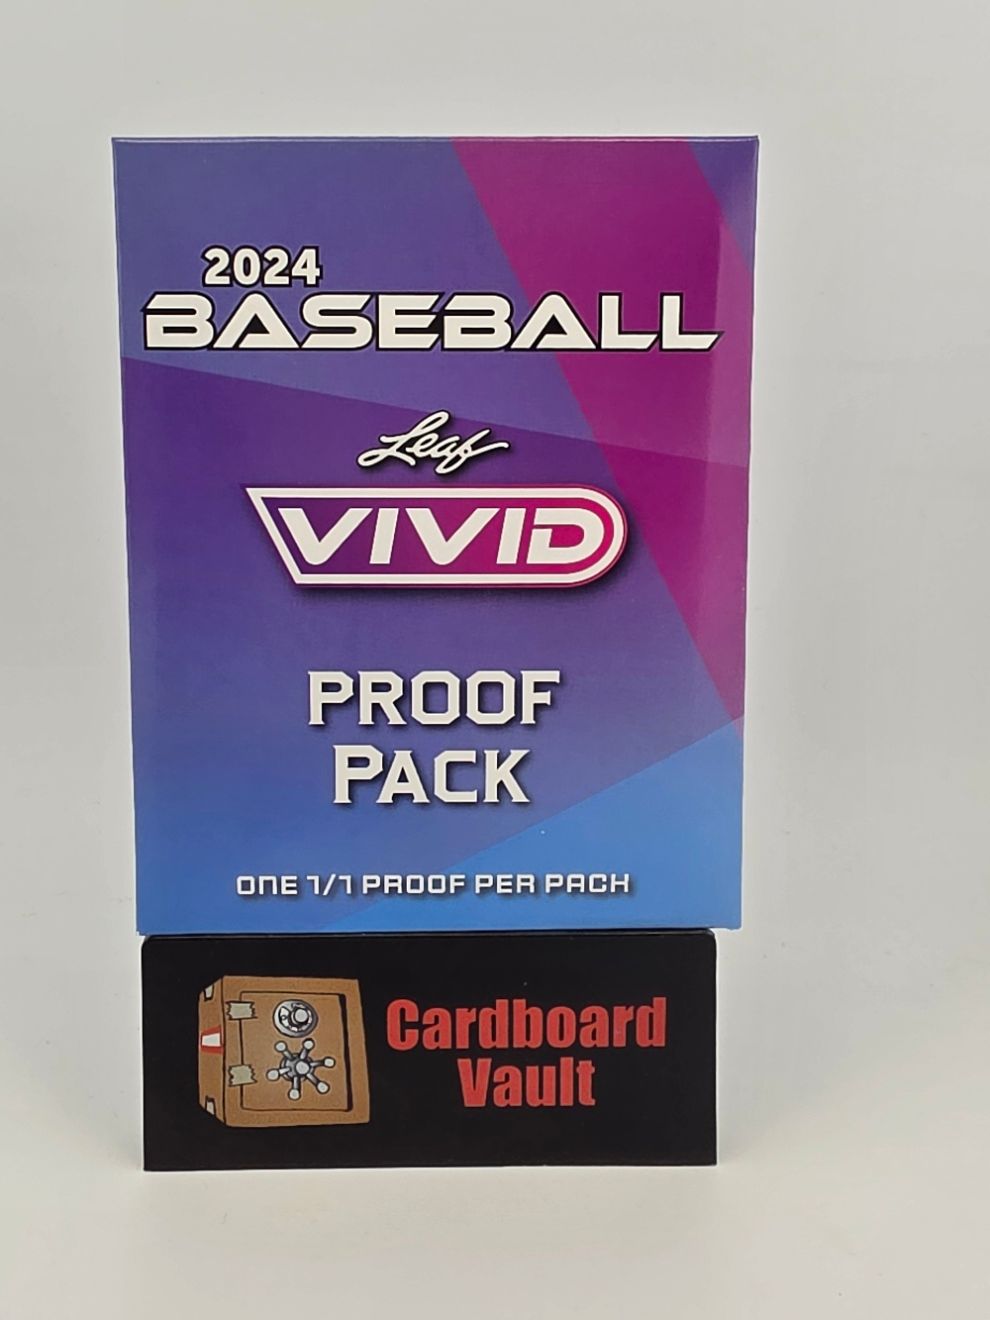 2024
BASEBALL
Leaf
VIVID
PROOF
PACK
ONE 1/1 PROOF PER PACK
Cardboard
Vault